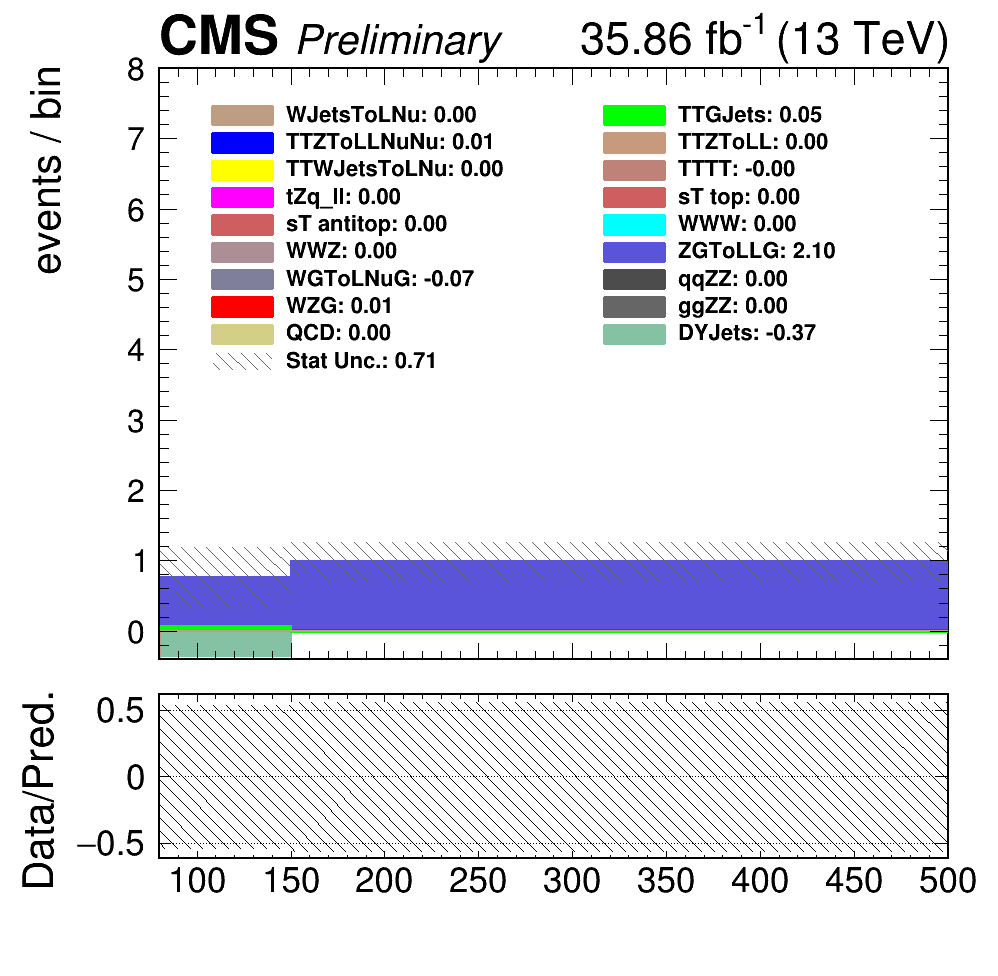 CMS Preliminary 35.86 fb-1 (13 TeV)
events / bin
8
7
6
5
4
3
2
1
0
WJetsToLNu: 0.00 TTGJets: 0.05
TTZToLLNuNu: 0.01 TTZToLL: 0.00
TTWJetsToLNu: 0.00 TTTT: -0.00
tZq_ll: 0.00 sT top: 0.00
sT antitop: 0.00 WWW: 0.00
WWZ: 0.00 ZGToLLG: 2.10
WGToLNuG: -0.07 qqZZ: 0.00
WZG: 0.01 ggZZ: 0.00
QCD: 0.00 DYJets: -0.37
Stat Unc.: 0.71
Data/Pred.
0.5
0
−0.5
100 150 200 250 300 350 400 450 500